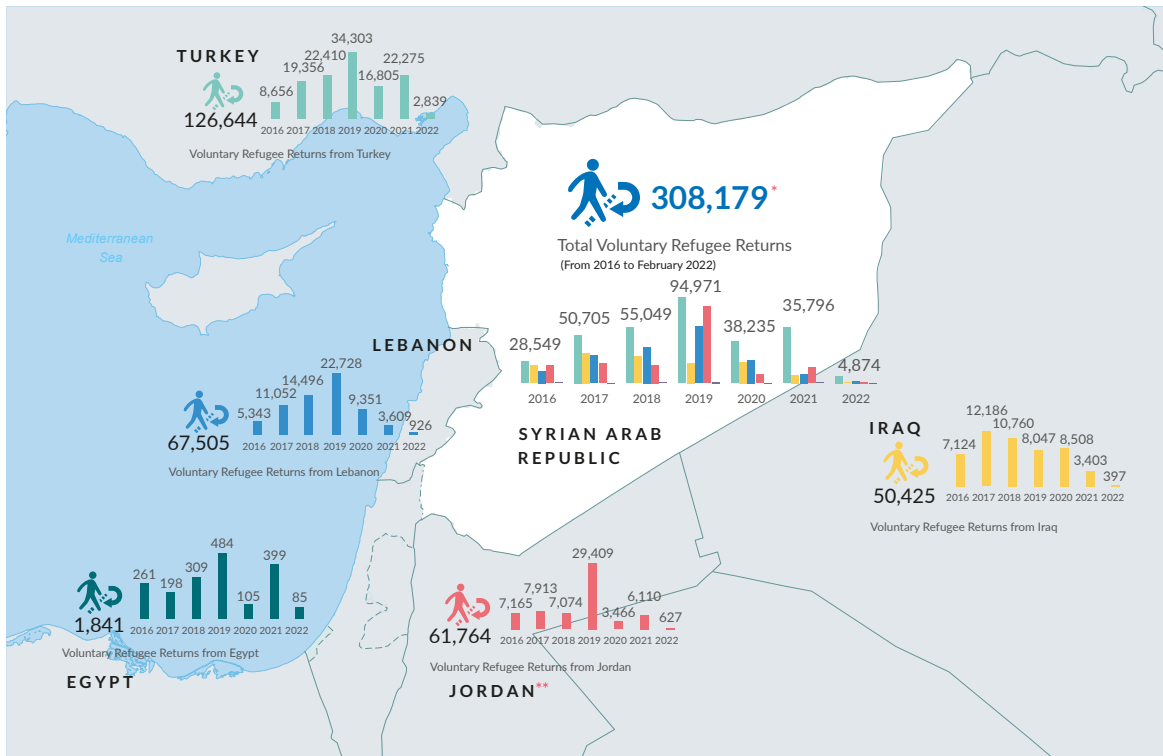 TURKEY
126,644
8,656
19,356
22,410
34,303
16,805
22,275
2,839
2016 2017 2018 2019 2020 2021 2022
Voluntary Refugee Returns from Turkey
308,179*
Total Voluntary Refugee Returns
(From 2016 to February 2022)
28,549
50,705
55,049
94,971
38,235
35,796
4,874
2016 2017 2018 2019 2020 2021 2022
SYRIAN ARAB
REPUBLIC
Mediterranean
Sea
LEBANON
67,505
5,343
11,052
14,496
22,728
9,351
3,609
926
2016 2017 2018 2019 2020 2021 2022
Voluntary Refugee Returns from Lebanon
IRAQ
50,425
7,124
12,186
10,760
8,047
8,508
3,403
397
2016 2017 2018 2019 2020 2021 2022
Voluntary Refugee Returns from Iraq
1,841
261
198
309
484
105
399
85
2016 2017 2018 2019 2020 2021 2022
Voluntary Refugee Returns from Egypt
EGYPT
61,764
7,165
7,913
7,074
29,409
3,466
6,110
627
2016 2017 2018 2019 2020 2021 2022
Voluntary Refugee Returns from Jordan
JORDAN**